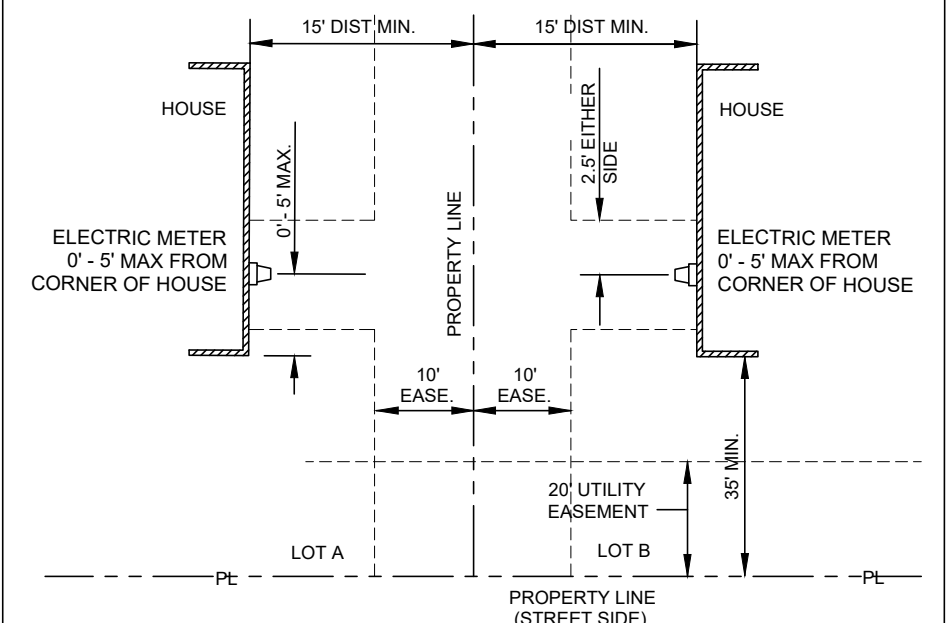 15' DIST MIN.
15' DIST MIN.
HOUSE
HOUSE
0' - 5' MAX.
2.5' EITHER
SIDE
PROPERTY LINE
ELECTRIC METER
0' - 5' MAX FROM
CORNER OF HOUSE
ELECTRIC METER
0' - 5' MAX FROM
CORNER OF HOUSE
10'
EASE.
10'
EASE.
35' MIN.
20' UTILITY
EASEMENT
LOT A
LOT B
PL
PL
PROPERTY LINE
(STREET SIDE)